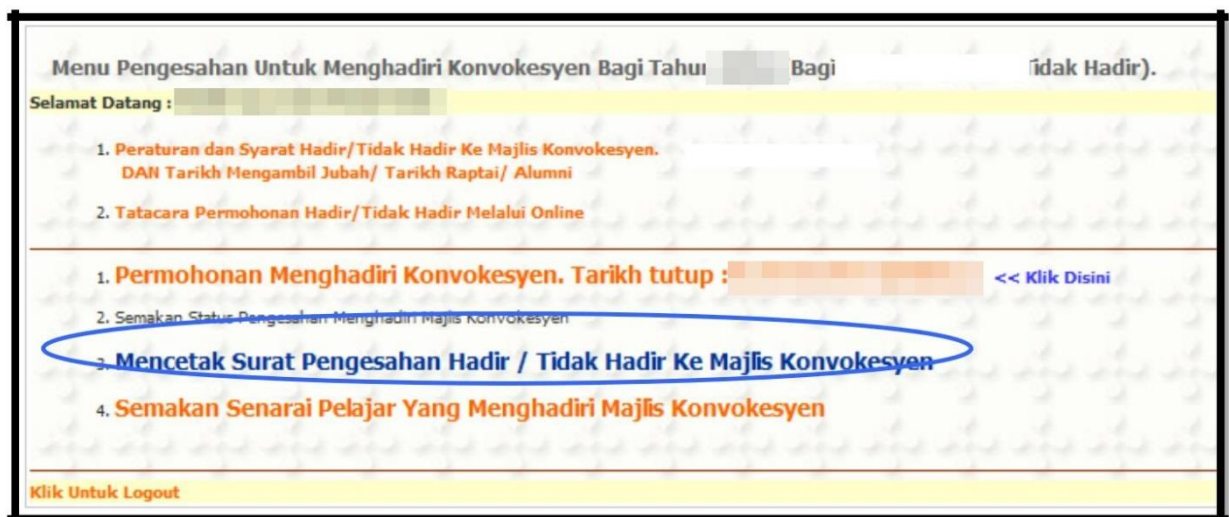 Menu Pengesahan Untuk Menghadiri Konvokesyen Bagi Tahun Bagi Tidak Hadir).
Selamat Datang :
1. Peraturan dan Syarat Hadir/Tidak Hadir Ke Majlis Konvokesyen.
DAN Tarikh Mengambil Jubah/ Tarikh Raptai/ Alumni
2. Tatacara Permohonan Hadir/Tidak Hadir Melalui Online
1. Permohonan Menghadiri Konvokesyen. Tarikh tutup : << Klik Disini
2. Semakan Status Pengesahan Menghadiri Majlis Konvokesyen
3. Mencetak Surat Pengesahan Hadir / Tidak Hadir Ke Majlis Konvokesyen
4. Semakan Senarai Pelajar Yang Menghadiri Majlis Konvokesyen
Klik Untuk Logout